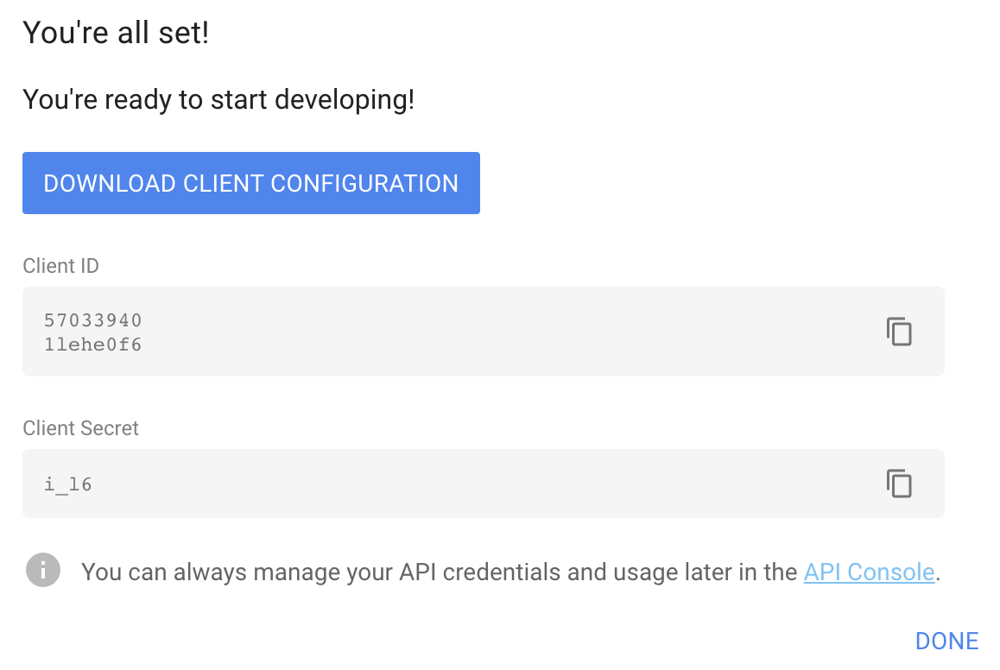 You're all set!
You're ready to start developing!
DOWNLOAD CLIENT CONFIGURATION
Client ID
57033940
1lehe0f6
Client Secret
i_l6
You can always manage your API credentials and usage later in the API Console.
DONE